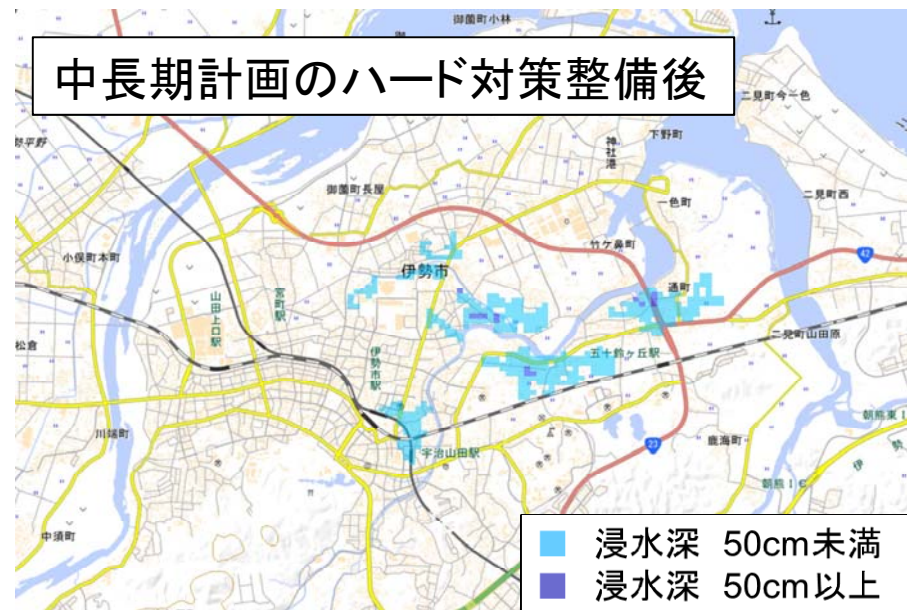 御薗町小林
中長期計画のハード対策整備後
二見町今一色
下野町
神社港
御薗町長屋
一色町
二見町西
小俣町本町
竹ケ鼻町
伊勢市
42
通町
宮町駅
山田上口駅
松倉
伊勢市駅
五十鈴ヶ丘駅
二見町山田原
川端町
宇治山田駅
23
鹿海町
朝熊東I
朝熊IC
伊勢
中須町
浸水深 50cm未満
浸水深 50cm以上